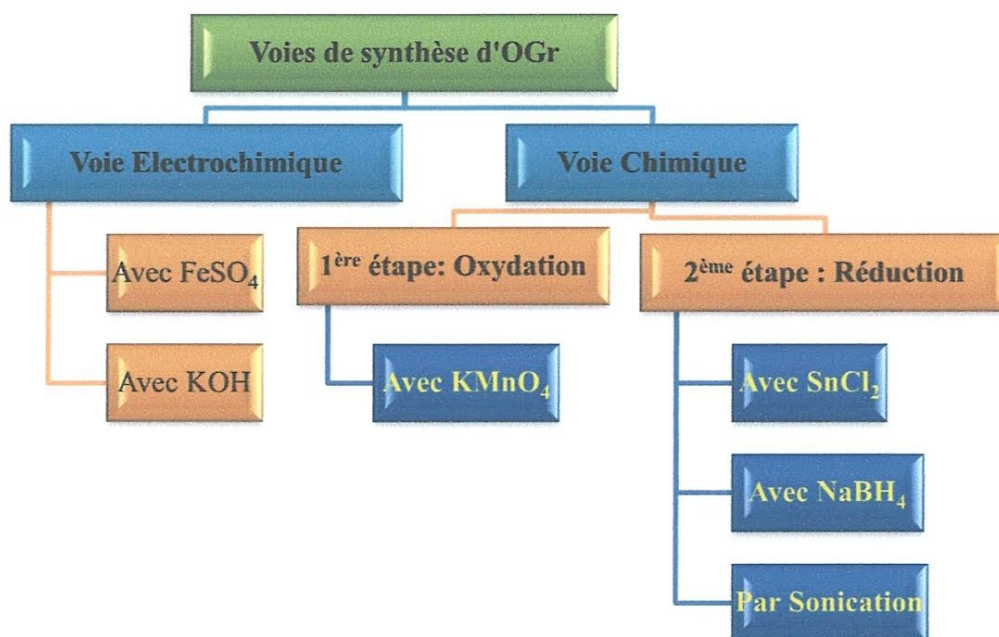 Voies de synthèse d'OGr
Voie Electrochimique
Voie Chimique
Avec FeSO₄
Avec KOH
1ère étape: Oxydation
Avec KMnO₄
2ème étape : Réduction
Avec SnCl₂
Avec NaBH₄
Par Sonication